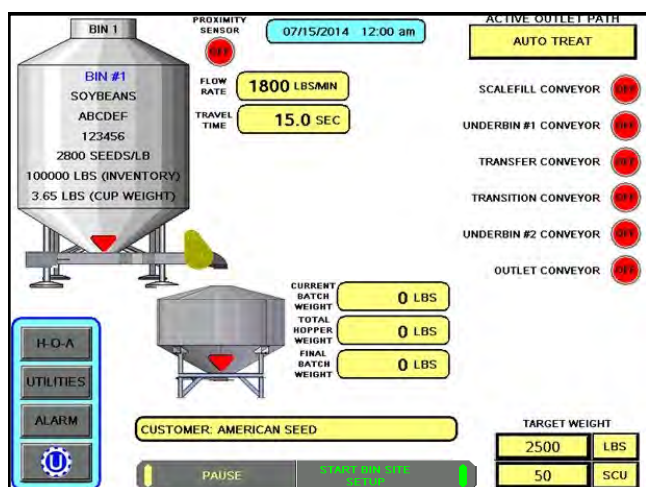 BIN 1
PROXIMITY
SENSOR
OFF
07/15/2014 12:00 am
ACTIVE OUTLET PATH
AUTO TREAT
BIN #1
SOYBEANS
ABCDEF
123456
2800 SEEDS/LB
100000 LBS (INVENTORY)
3.65 LBS (CUP WEIGHT)
FLOW
RATE
1800 LBS/MIN
TRAVEL
TIME
15.0 SEC
SCALEFILL CONVEYOR OFF
UNDERBIN #1 CONVEYOR OFF
TRANSFER CONVEYOR OFF
TRANSITION CONVEYOR OFF
UNDERBIN #2 CONVEYOR OFF
OUTLET CONVEYOR OFF
CURRENT
BATCH
WEIGHT
0 LBS
TOTAL
HOPPER
WEIGHT
0 LBS
FINAL
BATCH
WEIGHT
0 LBS
H-O-A
UTILITIES
ALARM
U
CUSTOMER: AMERICAN SEED
PAUSE
START BIN SITE
SETUP
TARGET WEIGHT
2500 LBS
50 SCU